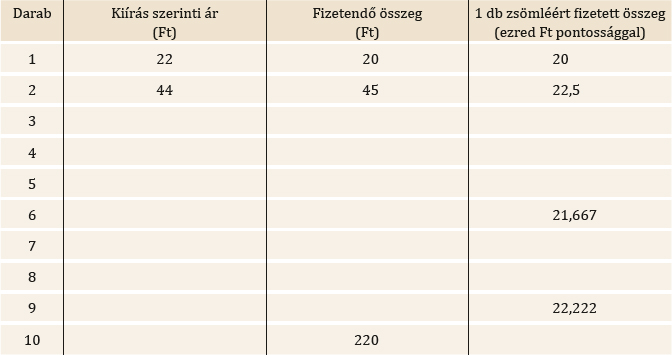 Darab Kiírás szerinti ár Fizetendő összeg 1 db zsömléért fizetett összeg
(Ft) (Ft) (ezred Ft pontossággal)
1 22 20 20
2 44 45 22,5
3
4
5
6 21,667
7
8
9 22,222
10 220